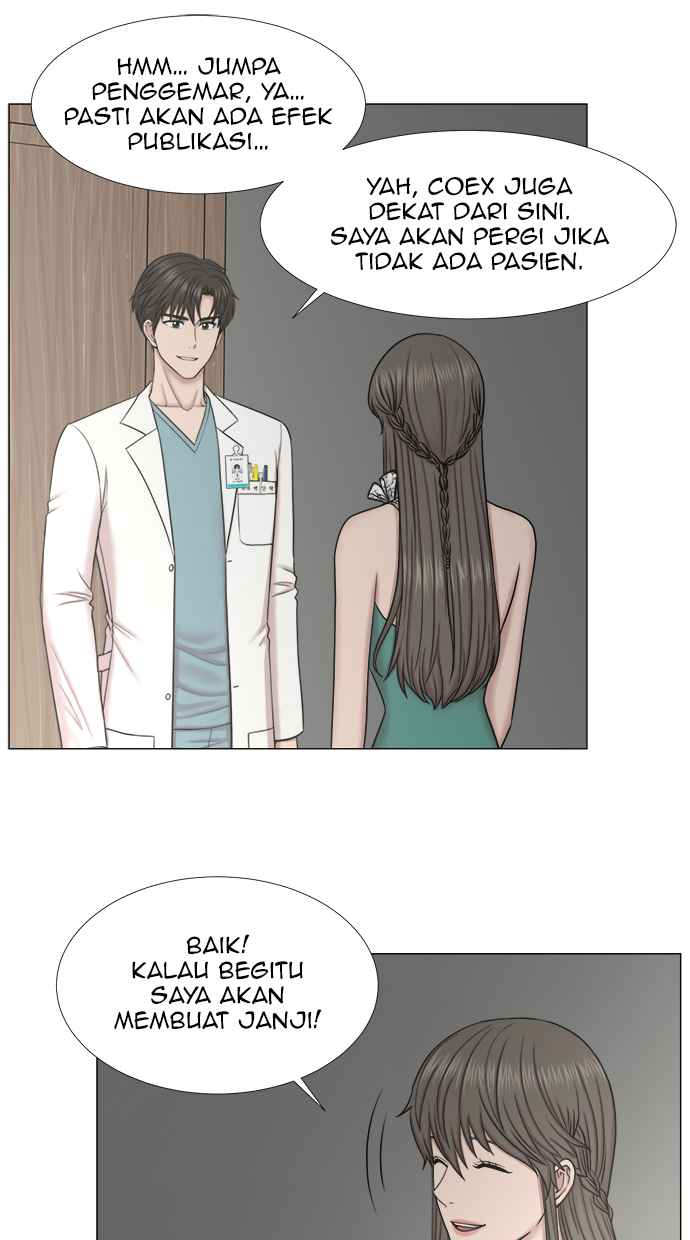 HMM... JUMPA
PENGGEMAR, YA...
PASTI AKAN ADA EFEK
PUBLIKASI...
YAH, COEX JUGA
DEKAT DARI SINI.
SAYA AKAN PERGI JIKA
TIDAK ADA PASIEN.
BAIK!
KALAU BEGITU
SAYA AKAN
MEMBUAT JANJI!